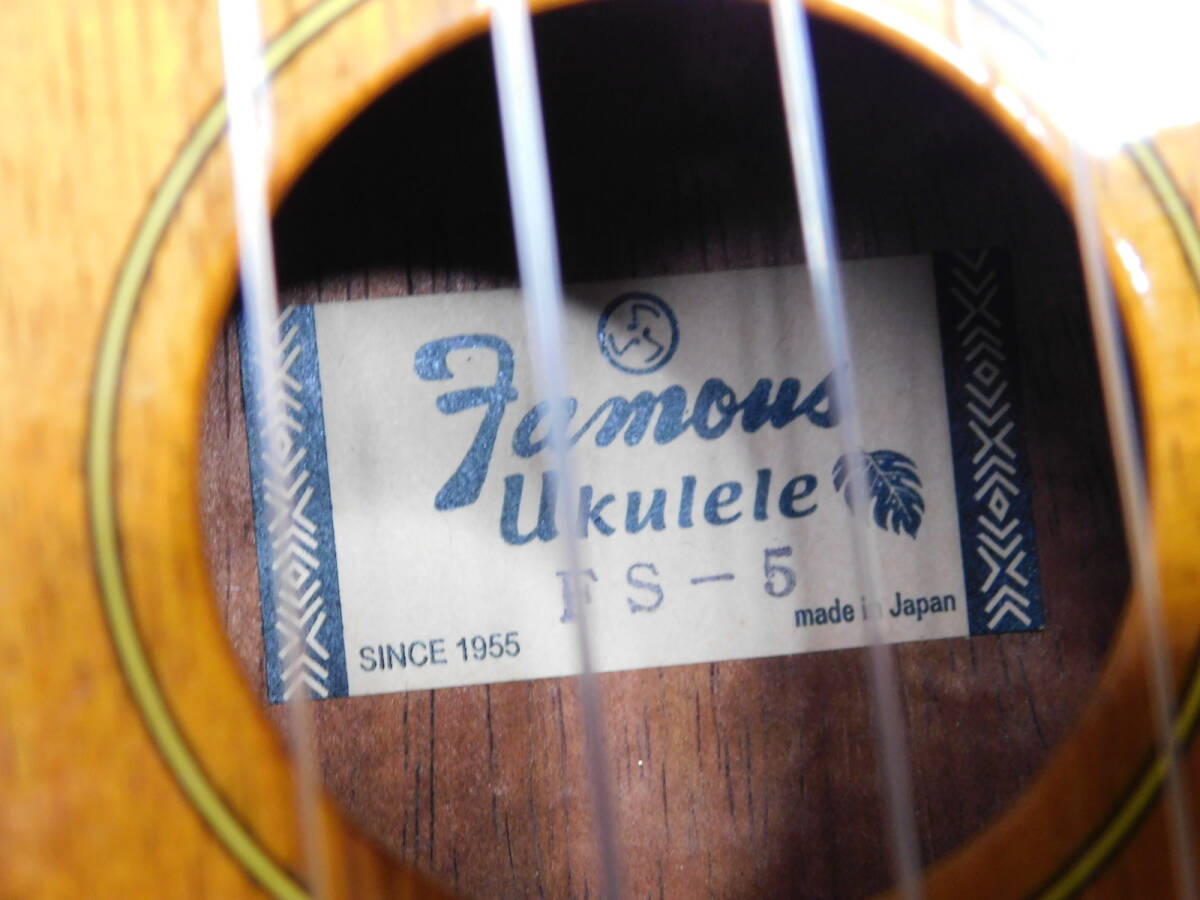 Famous
Ukulele
FS-5
made in Japan
SINCE 1955